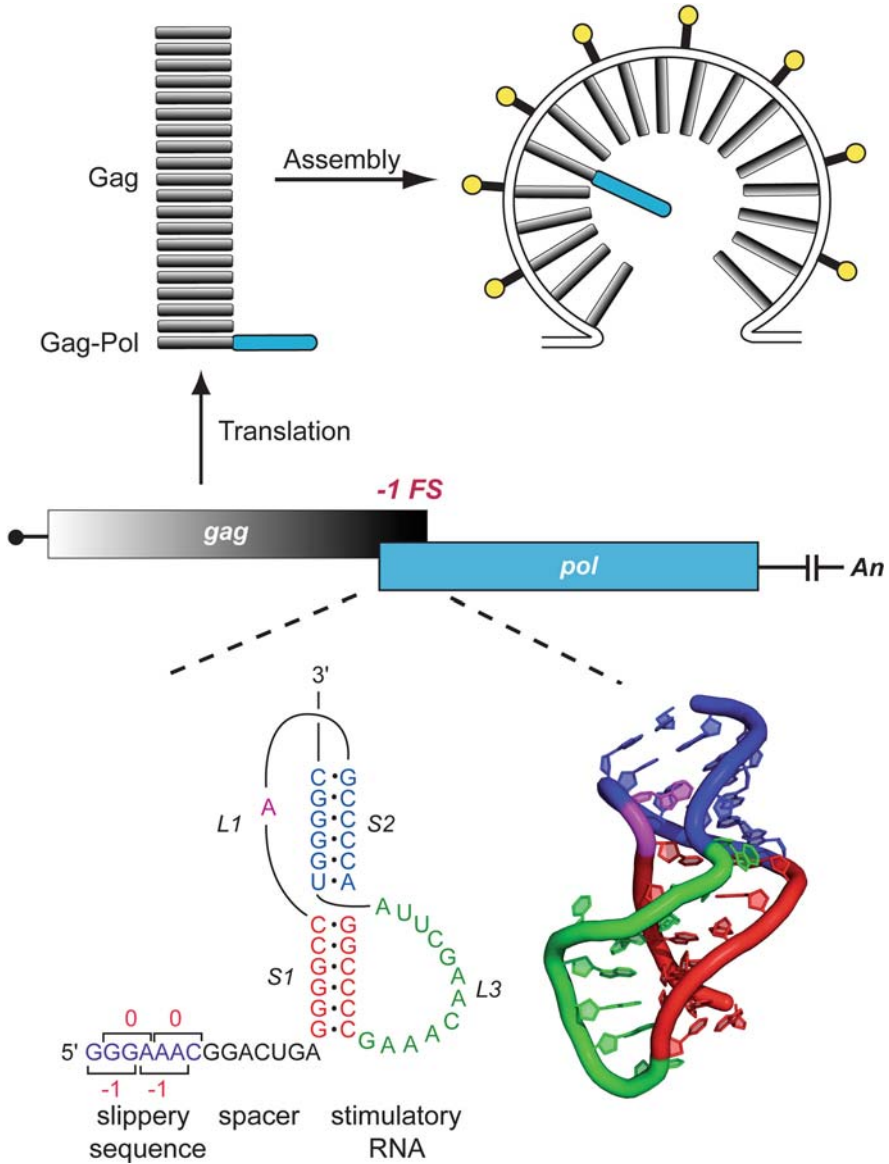 Gag
Assembly
Gag-Pol
Translation
-1 FS
gag
pol
An
3'
C·G
G·C
A
G·C
L1
S2
G·C
G·C
U·A
A U U C G A A C A A A G
C·G
C·G
G·C
S1
G·C
L3
G·C
G·C
0 0
5' GGGAAACGGACUGA
-1 -1
slippery sequence
spacer
stimulatory RNA